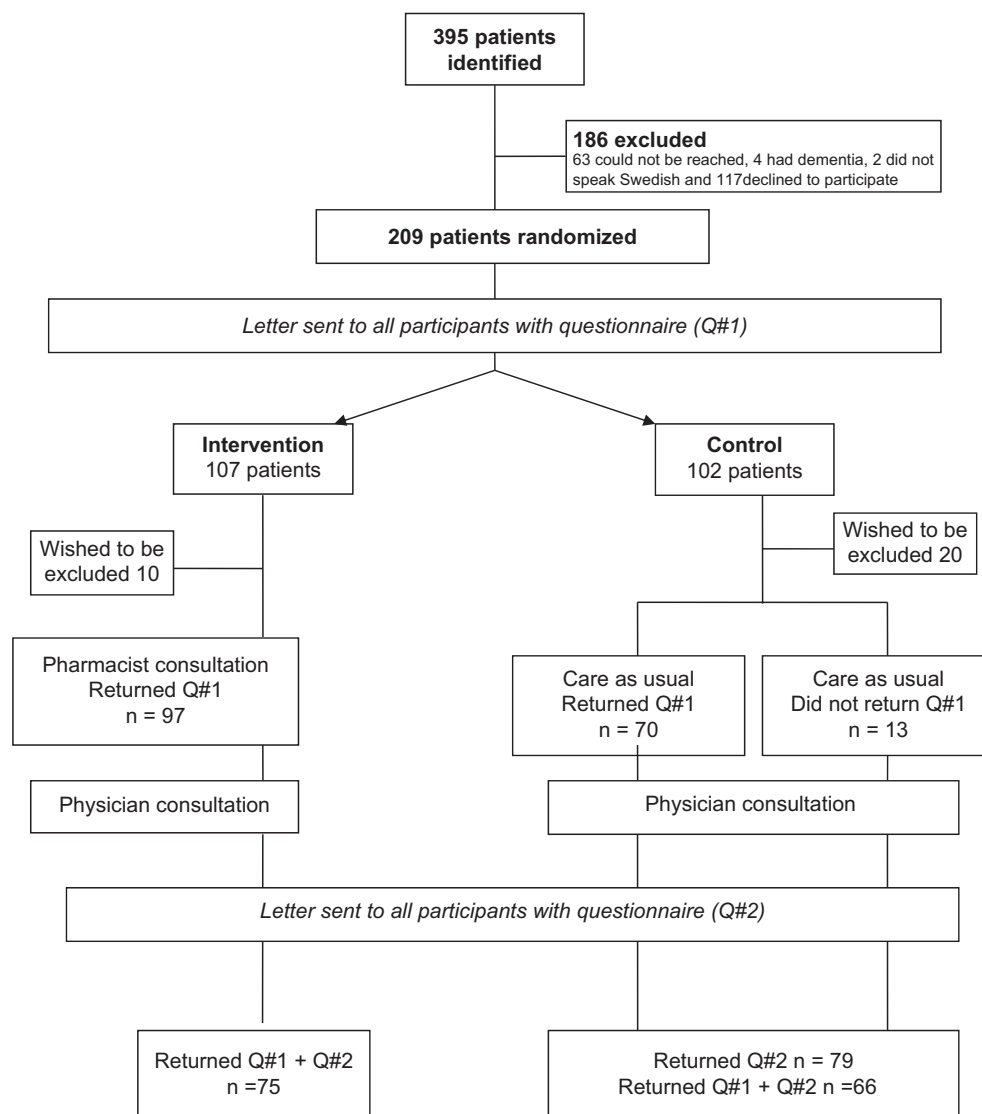 395 patients
identified
186 excluded
63 could not be reached, 4 had dementia, 2 did not
speak Swedish and 117declined to participate
209 patients randomized
Letter sent to all participants with questionnaire (Q#1)
Intervention
107 patients
Control
102 patients
Wished to be
excluded 10
Wished to be
excluded 20
Pharmacist consultation
Returned Q#1
n = 97
Care as usual
Returned Q#1
n = 70
Care as usual
Did not return Q#1
n = 13
Physician consultation
Physician consultation
Letter sent to all participants with questionnaire (Q#2)
Returned Q#1 + Q#2
n =75
Returned Q#2 n = 79
Returned Q#1 + Q#2 n =66